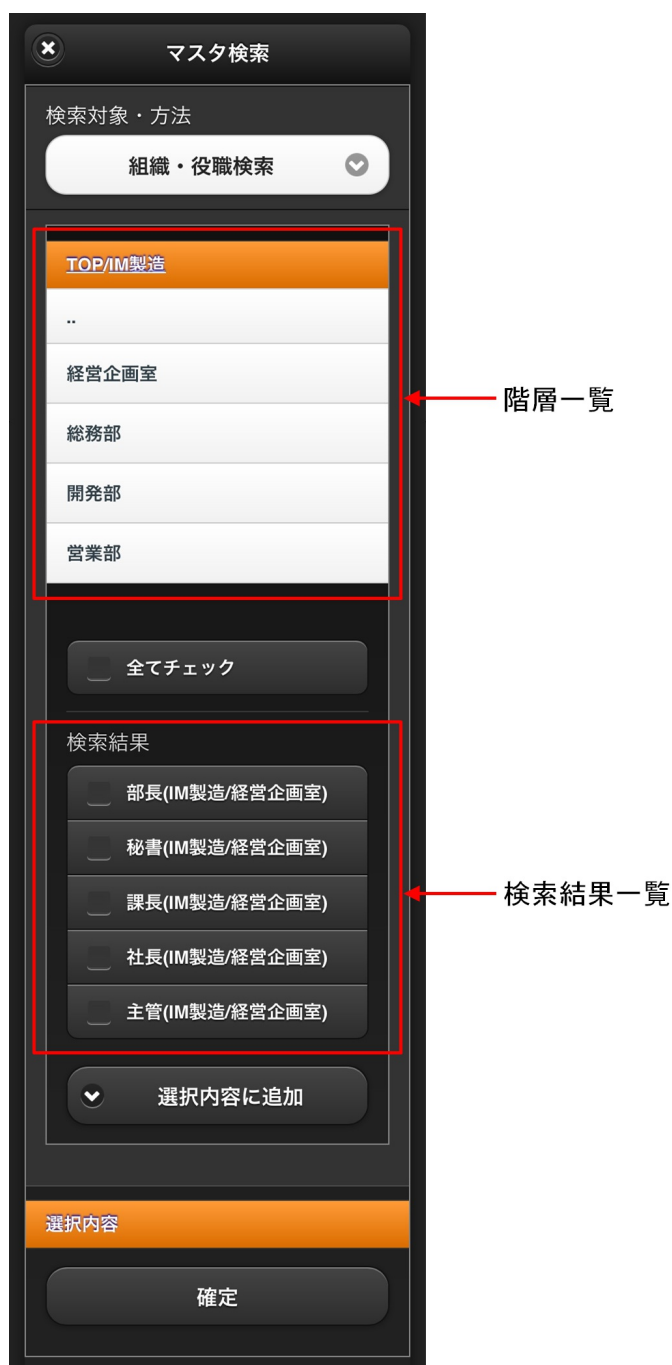 マスタ検索
検索対象・方法
組織・役職検索
TOP/IM製造
..
経営企画室
総務部
開発部
営業部
階層一覧
全てチェック
検索結果
部長(IM製造/経営企画室)
秘書(IM製造/経営企画室)
課長(IM製造/経営企画室)
社長(IM製造/経営企画室)
主管(IM製造/経営企画室)
検索結果一覧
選択内容に追加
選択内容
確定